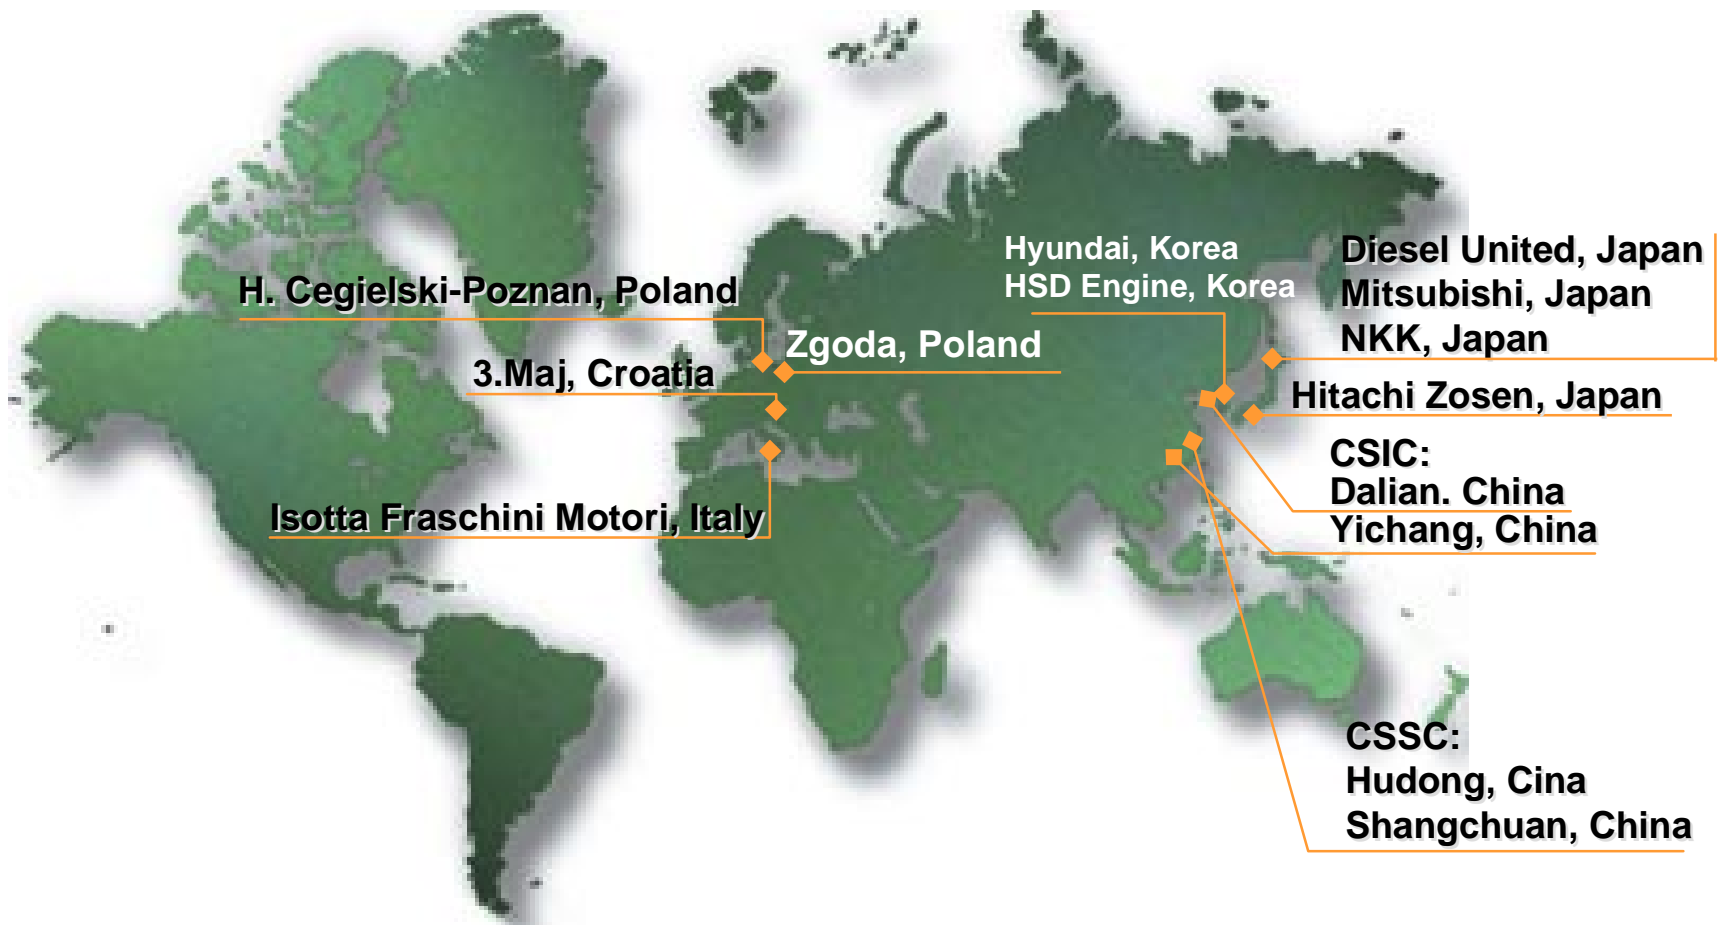 H. Cegielski-Poznan, Poland
Zgoda, Poland
3.Maj, Croatia
Isotta Fraschini Motori, Italy
Hyundai, Korea
HSD Engine, Korea
Diesel United, Japan
Mitsubishi, Japan
NKK, Japan
Hitachi Zosen, Japan
CSIC:
Dalian. China
Yichang, China
CSSC:
Hudong, Cina
Shangchuan, China